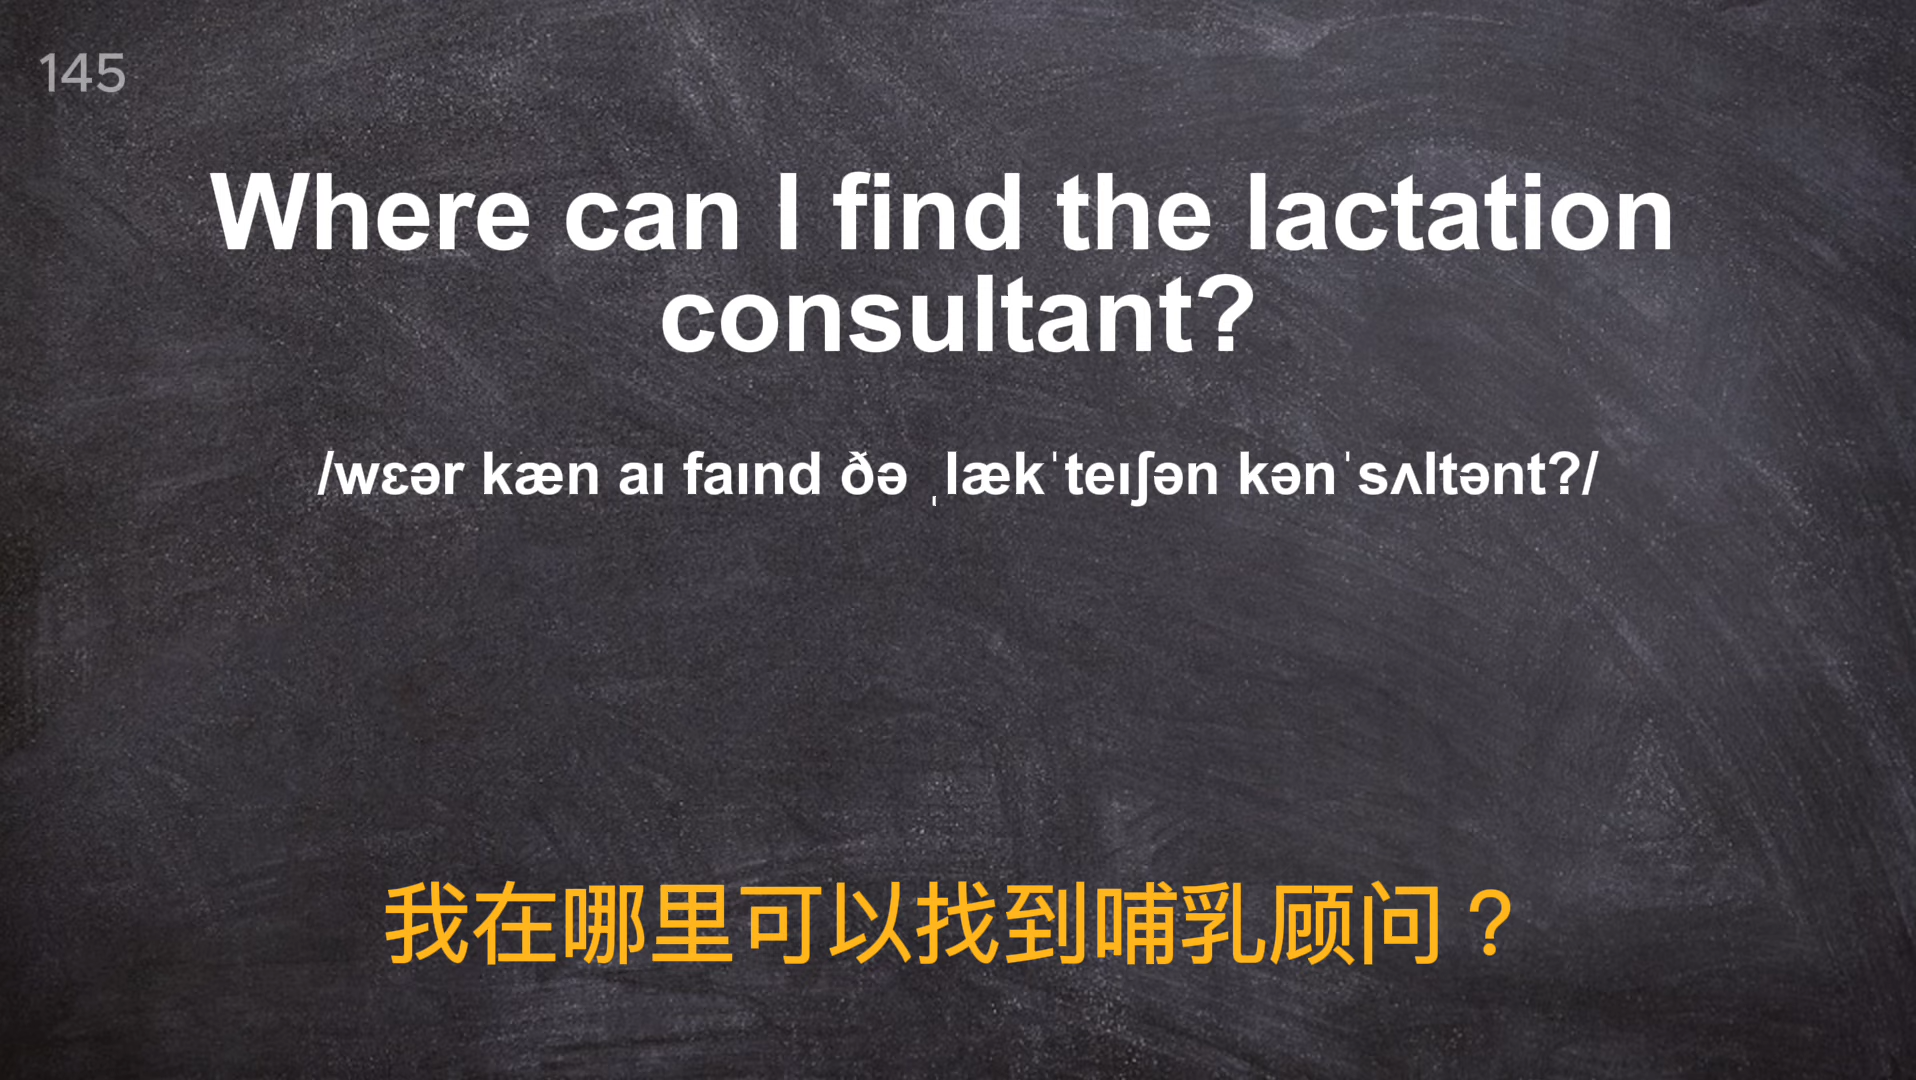 145
Where can I find the lactation
consultant?
/wɛər kæn aɪ faɪnd ðə ˌlækˈteɪʃən kənˈsʌltənt?/
我在哪里可以找到哺乳顾问？